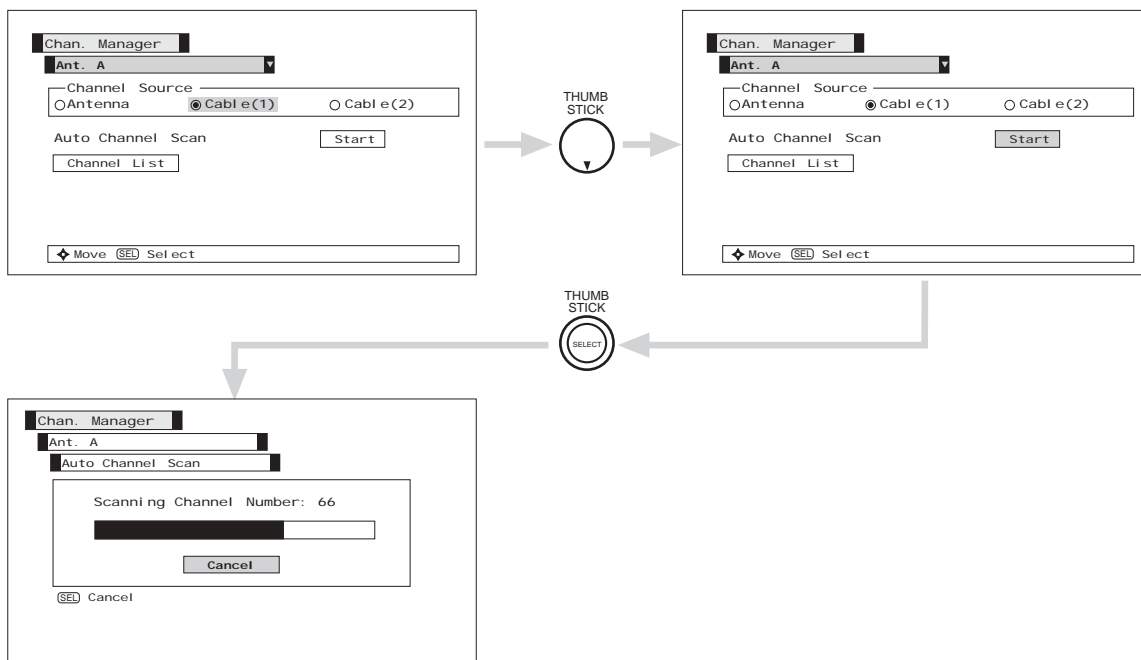 Chan. Manager
Ant. A
Channel Source
Antenna Cable(1) Cable(2)
Auto Channel Scan Start
Channel List
Move SEL Select
THUMB
STICK
Chan. Manager
Ant. A
Channel Source
Antenna Cable(1) Cable(2)
Auto Channel Scan Start
Channel List
Move SEL Select
THUMB
STICK
SELECT
Chan. Manager
Ant. A
Auto Channel Scan
Scanning Channel Number: 66
Cancel
SEL Cancel